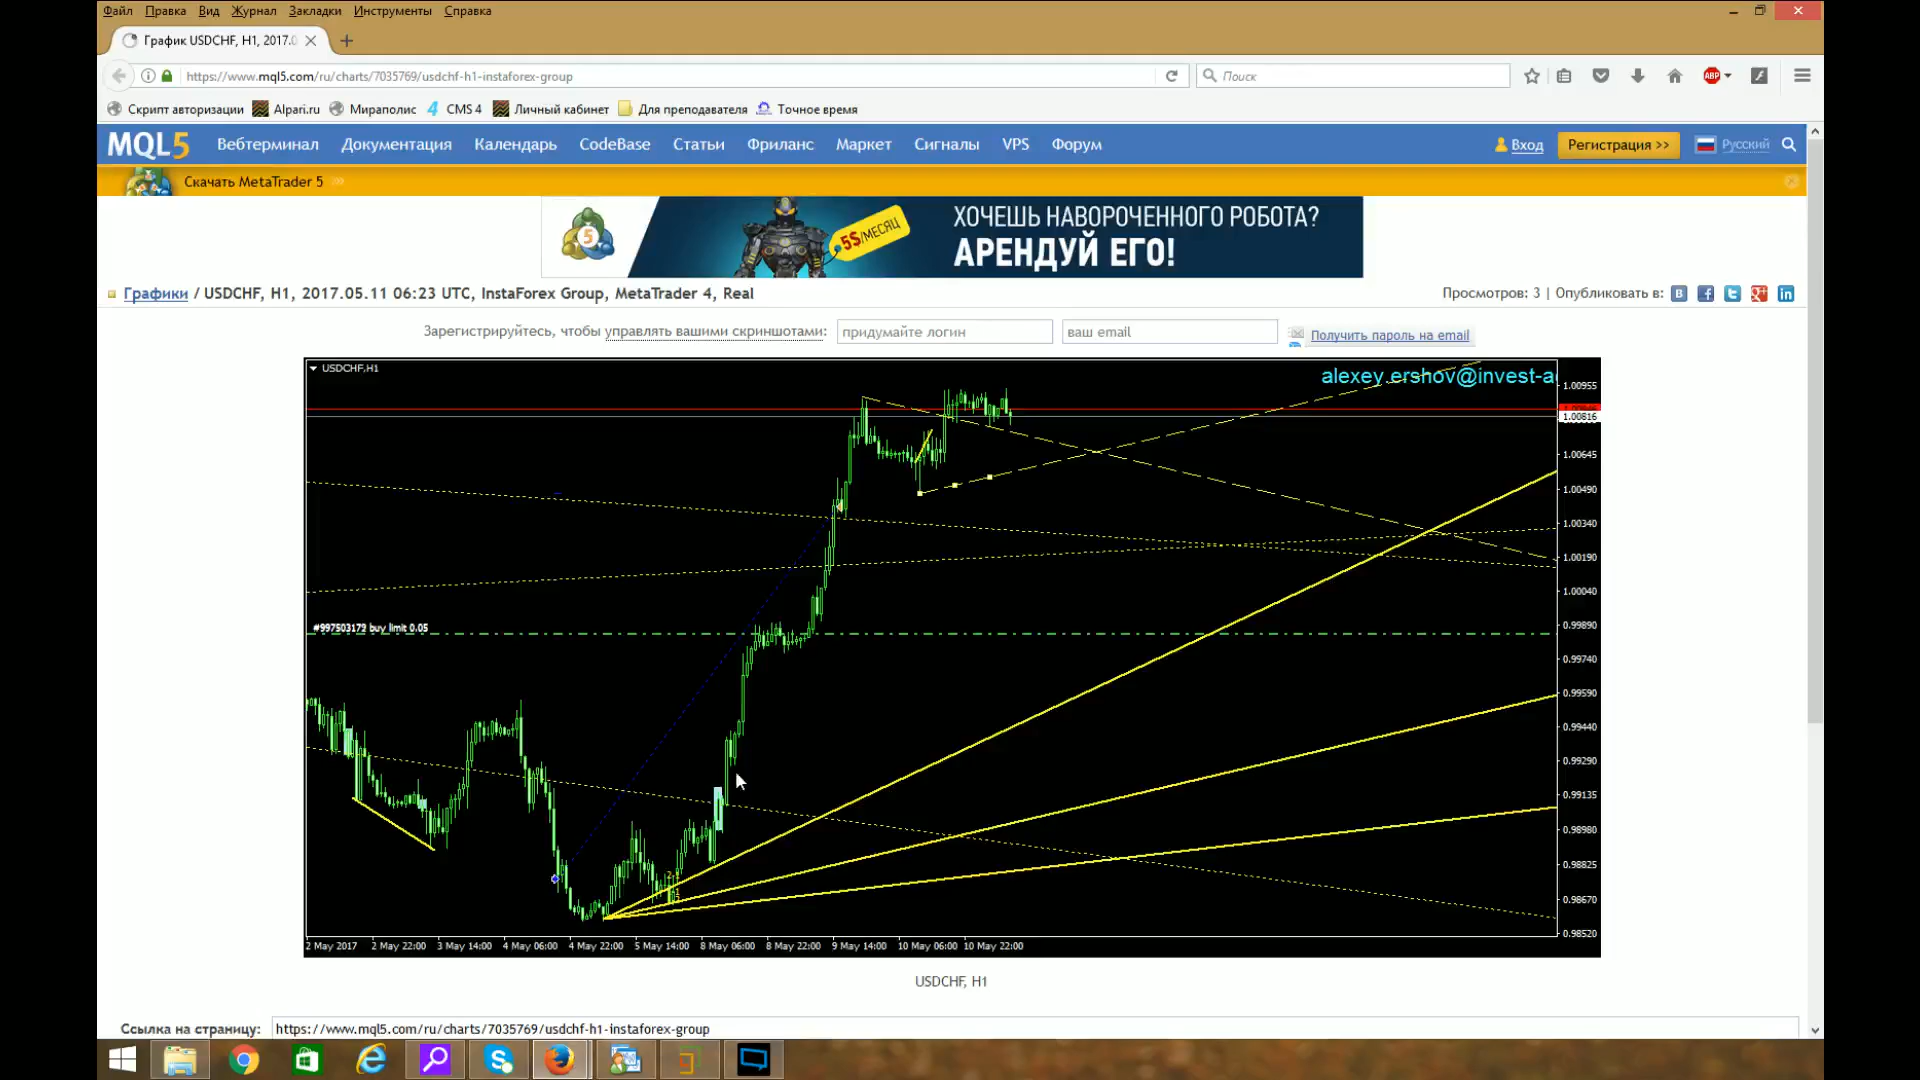 Файл Правка Вид Журнал Закладки Инструменты Справка
График USDCHF, H1, 2017.0
https://www.mql5.com/ru/charts/7035769/usdchf-h1-instaforex-group
Поиск
ABP
Скрипт авторизации Alpari.ru Мираполис CMS 4 Личный кабинет Для преподавателя Точное время
MQL5 Вебтерминал Документация Календарь CodeBase Статьи Фриланс Маркет Сигналы VPS Форум Вход Регистрация >> Русский
Скачать MetaTrader 5
5
5$/МЕСЯЦ
ХОЧЕШЬ НАВОРОЧЕННОГО РОБОТА?
АРЕНДУЙ ЕГО!
Графики / USDCHF, H1, 2017.05.11 06:23 UTC, InstaForex Group, MetaTrader 4, Real
Просмотров: 3 | Опубликовать в:
Зарегистрируйтесь, чтобы управлять вашими скриншотами: придумайте логин ваш email Получить пароль на email
USDCHF,H1
alexey.ershov@invest-a
1.00955
1.00816
1.00645
1.00490
1.00340
1.00190
1.00040
#997503172 buy limit 0.05
0.99890
0.99740
0.99590
0.99440
0.99290
0.99135
0.98980
0.98825
0.98670
0.98520
2 May 2017 2 May 22:00 3 May 14:00 4 May 06:00 4 May 22:00 5 May 14:00 8 May 06:00 8 May 22:00 9 May 14:00 10 May 06:00 10 May 22:00
USDCHF, H1
Ссылка на страницу: https://www.mql5.com/ru/charts/7035769/usdchf-h1-instaforex-group